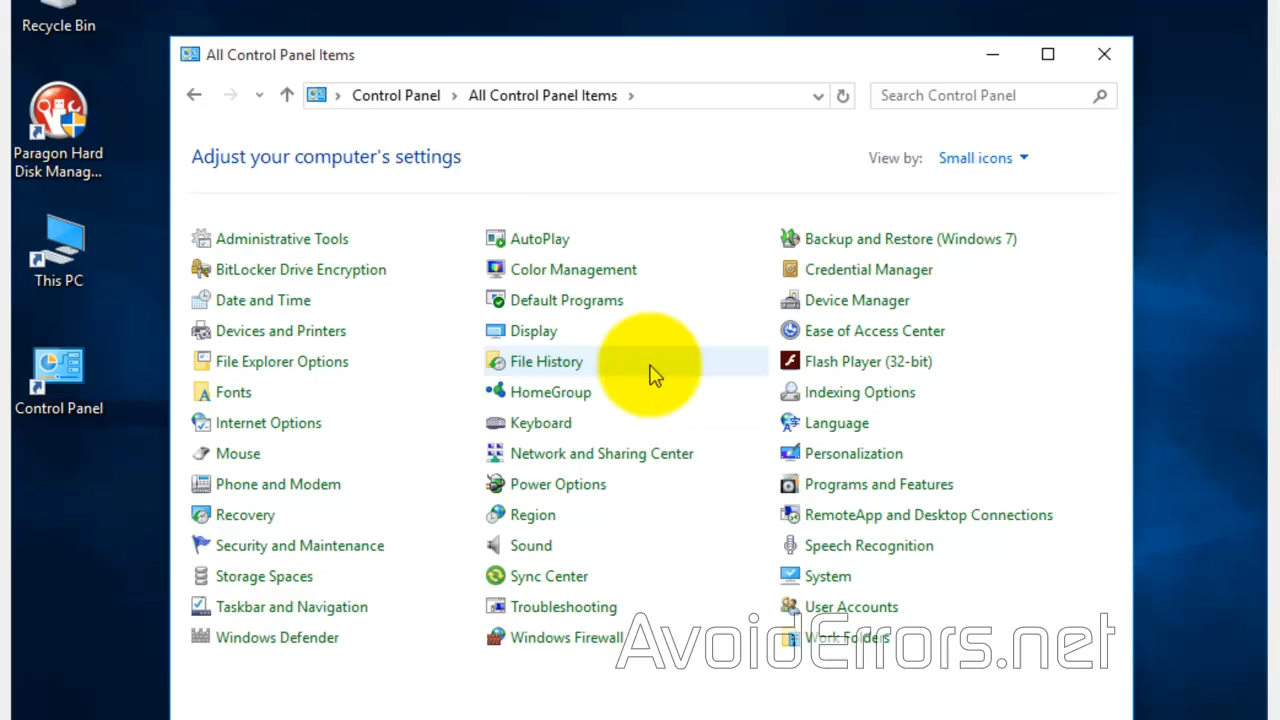 Recycle Bin
All Control Panel Items
Control Panel All Control Panel Items
Search Control Panel
Paragon Hard
Disk Manag...
Adjust your computer's settings
View by: Small icons
Administrative Tools
AutoPlay
Backup and Restore (Windows 7)
BitLocker Drive Encryption
Color Management
Credential Manager
Date and Time
Default Programs
Device Manager
This PC
Devices and Printers
Display
Ease of Access Center
File Explorer Options
File History
Flash Player (32-bit)
Fonts
HomeGroup
Indexing Options
Control Panel
Internet Options
Keyboard
Language
Mouse
Network and Sharing Center
Personalization
Phone and Modem
Power Options
Programs and Features
Recovery
Region
RemoteApp and Desktop Connections
Security and Maintenance
Sound
Speech Recognition
Storage Spaces
Sync Center
System
Taskbar and Navigation
Troubleshooting
User Accounts
Windows Defender
Windows Firewall
Work Folders
AvoidErrors.net